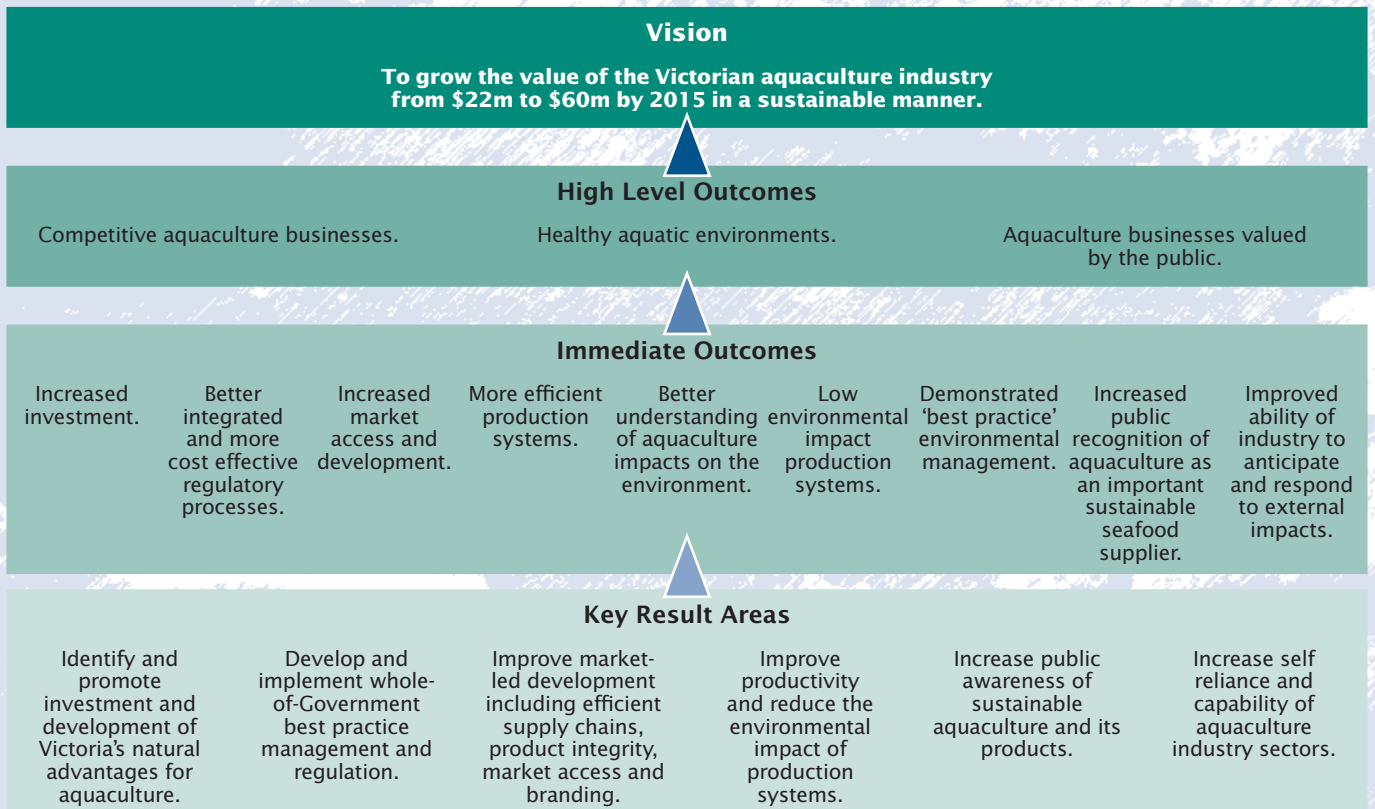 Vision
To grow the value of the Victorian aquaculture industry
from $22m to $60m by 2015 in a sustainable manner.
High Level Outcomes
Competitive aquaculture businesses.
Healthy aquatic environments.
Aquaculture businesses valued
by the public.
Immediate Outcomes
Increased
investment.
Better
integrated
and more
cost effective
regulatory
processes.
Increased
market
access and
development.
More efficient
production
systems.
Better
understanding
of aquaculture
impacts on the
environment.
Low
environmental
impact
production
systems.
Demonstrated
‘best practice’
environmental
management.
Increased
public
recognition of
aquaculture as
an important
sustainable
seafood
supplier.
Improved
ability of
industry to
anticipate
and respond
to external
impacts.
Key Result Areas
Identify and
promote
investment and
development of
Victoria’s natural
advantages for
aquaculture.
Develop and
implement whole-
of-Government
best practice
management and
regulation.
Improve market-
led development
including efficient
supply chains,
product integrity,
market access and
branding.
Improve
productivity
and reduce the
environmental
impact of
production
systems.
Increase public
awareness of
sustainable
aquaculture and its
products.
Increase self
reliance and
capability of
aquaculture
industry sectors.